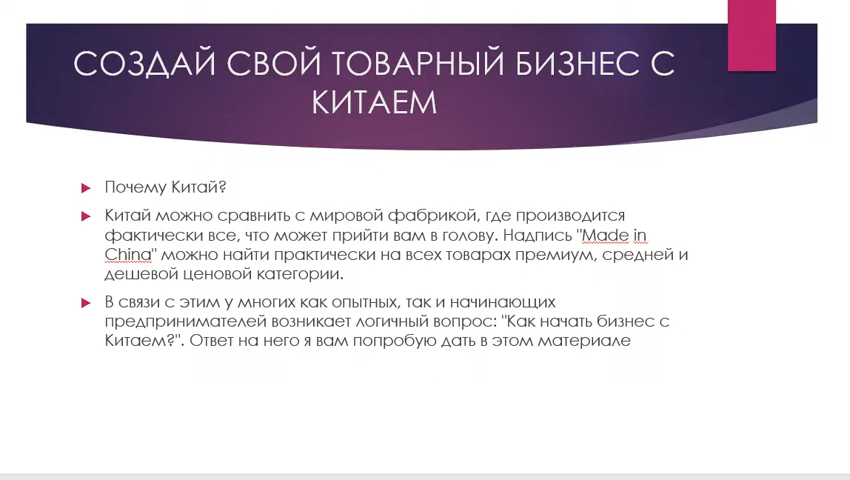 СОЗДАЙ СВОЙ ТОВАРНЫЙ БИЗНЕС С
КИТАЕМ
Почему Китай?
Китай можно сравнить с мировой фабрикой, где производится
фактически все, что может прийти вам в голову. Надпись "Made in
China" можно найти практически на всех товарах премиум, средней и
дешевой ценовой категории.
В связи с этим у многих как опытных, так и начинающих
предпринимателей возникает логичный вопрос: "Как начать бизнес с
Китаем?". Ответ на него я вам попробую дать в этом материале